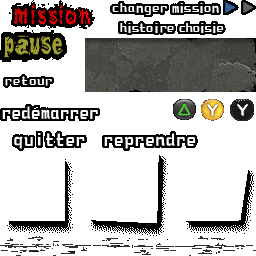 mission
changer mission
histoire choisie
pause
retour
redémarrer
Y Y
quitter reprendre